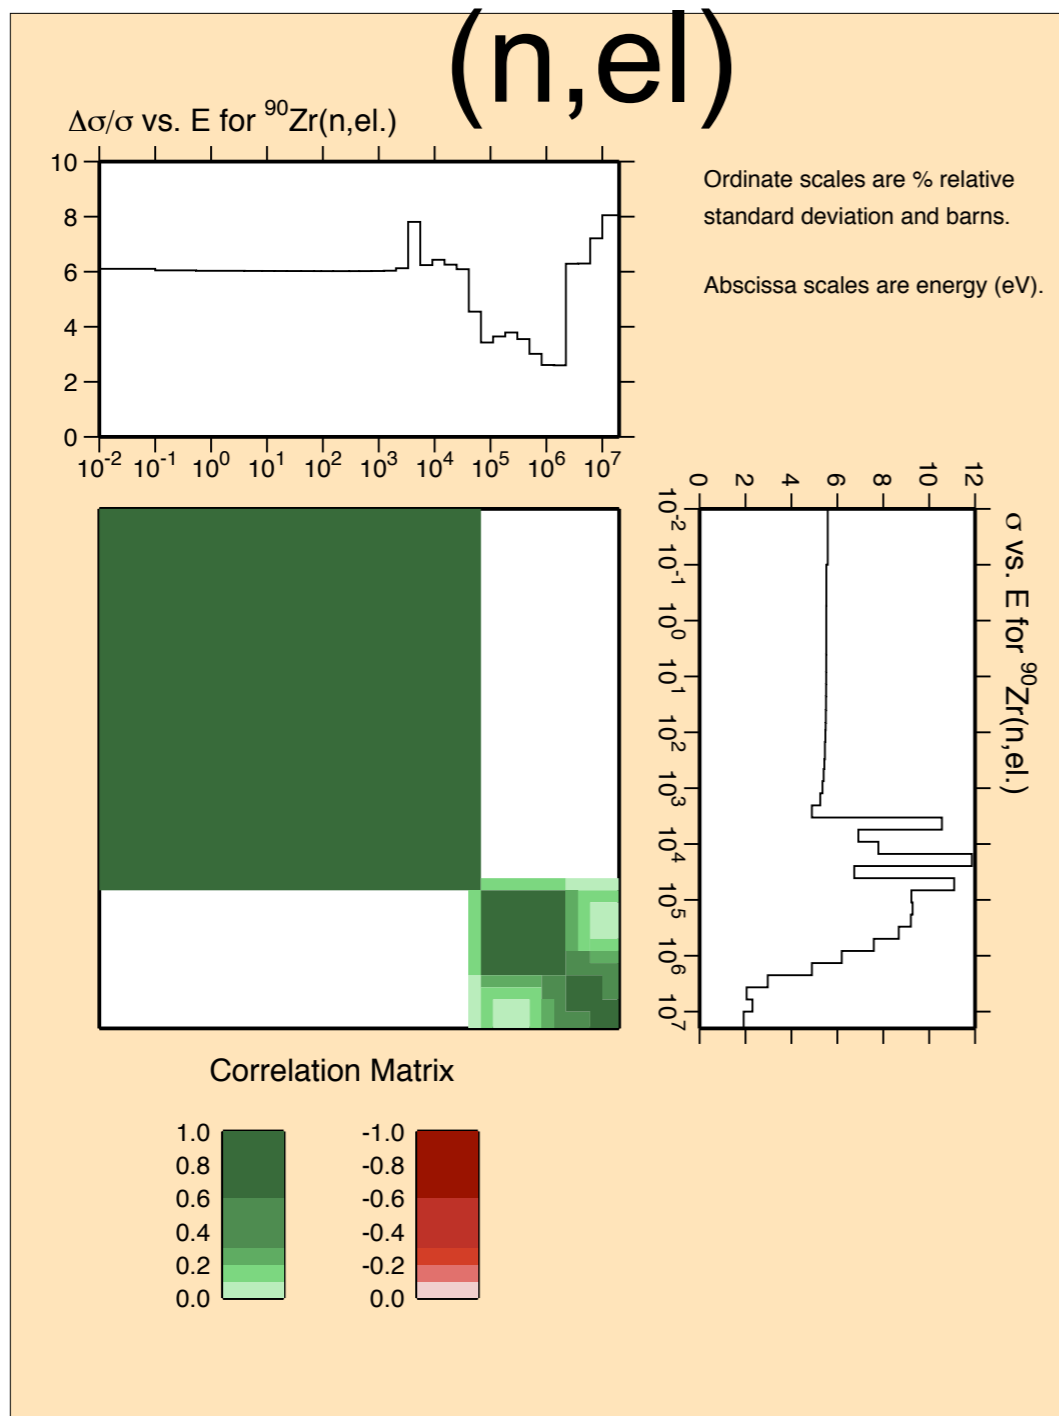 (n,el)
Δσ/σ vs. E for ⁹⁰Zr(n,el.)
Ordinate scales are % relative
standard deviation and barns.
Abscissa scales are energy (eV).
10
8
6
4
2
0
10⁻² 10⁻¹ 10⁰ 10¹ 10² 10³ 10⁴ 10⁵ 10⁶ 10⁷
0 2 4 6 8 10 12
10⁻² 10⁻¹ 10⁰ 10¹ 10² 10³ 10⁴ 10⁵ 10⁶ 10⁷
σ vs. E for ⁹⁰Zr(n,el.)
Correlation Matrix
1.0
0.8
0.6
0.4
0.2
0.0
-1.0
-0.8
-0.6
-0.4
-0.2
0.0